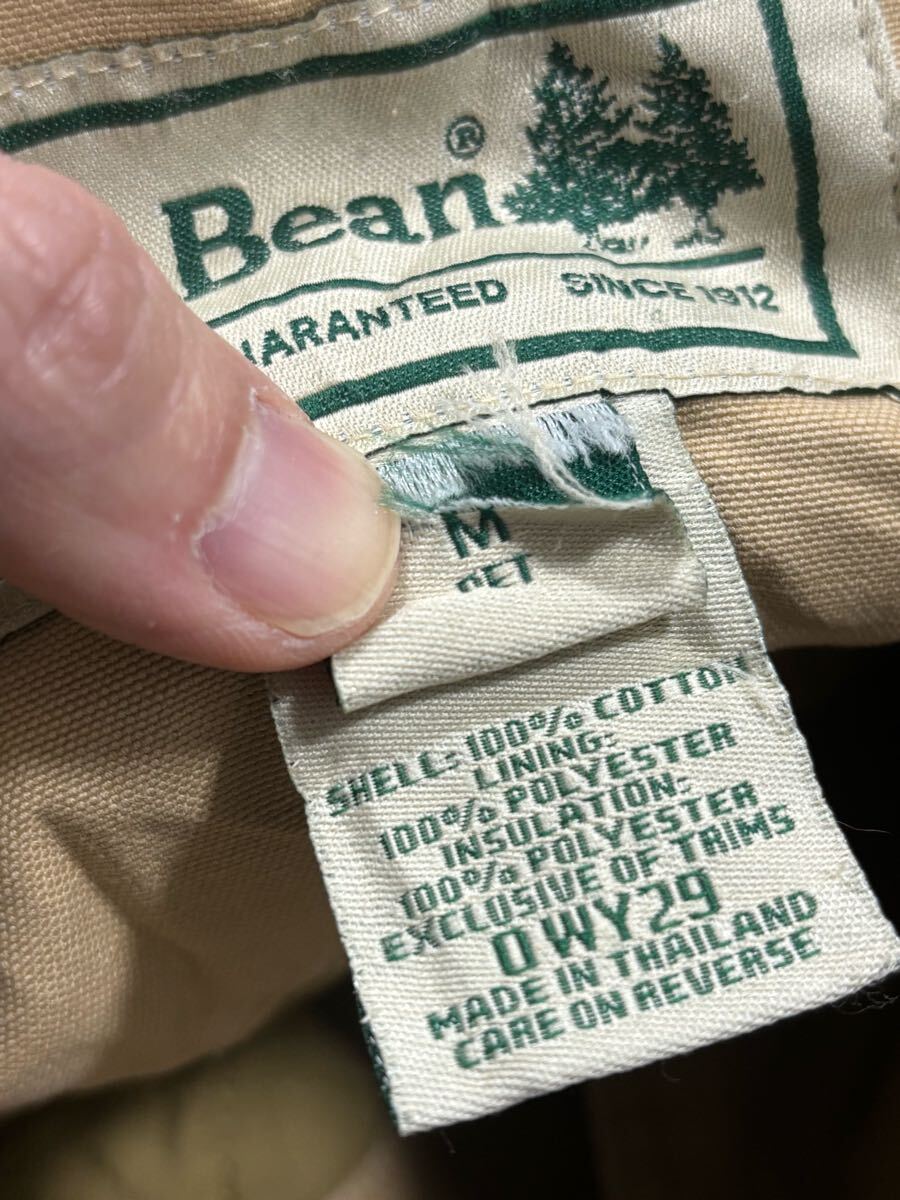 Bean®
GUARANTEED SINCE 1912
M
SHELL: 100% COTTON
LINING:
100% POLYESTER
INSULATION:
100% POLYESTER
EXCLUSIVE OF TRIMS
0 WY29
MADE IN THAILAND
CARE ON REVERSE